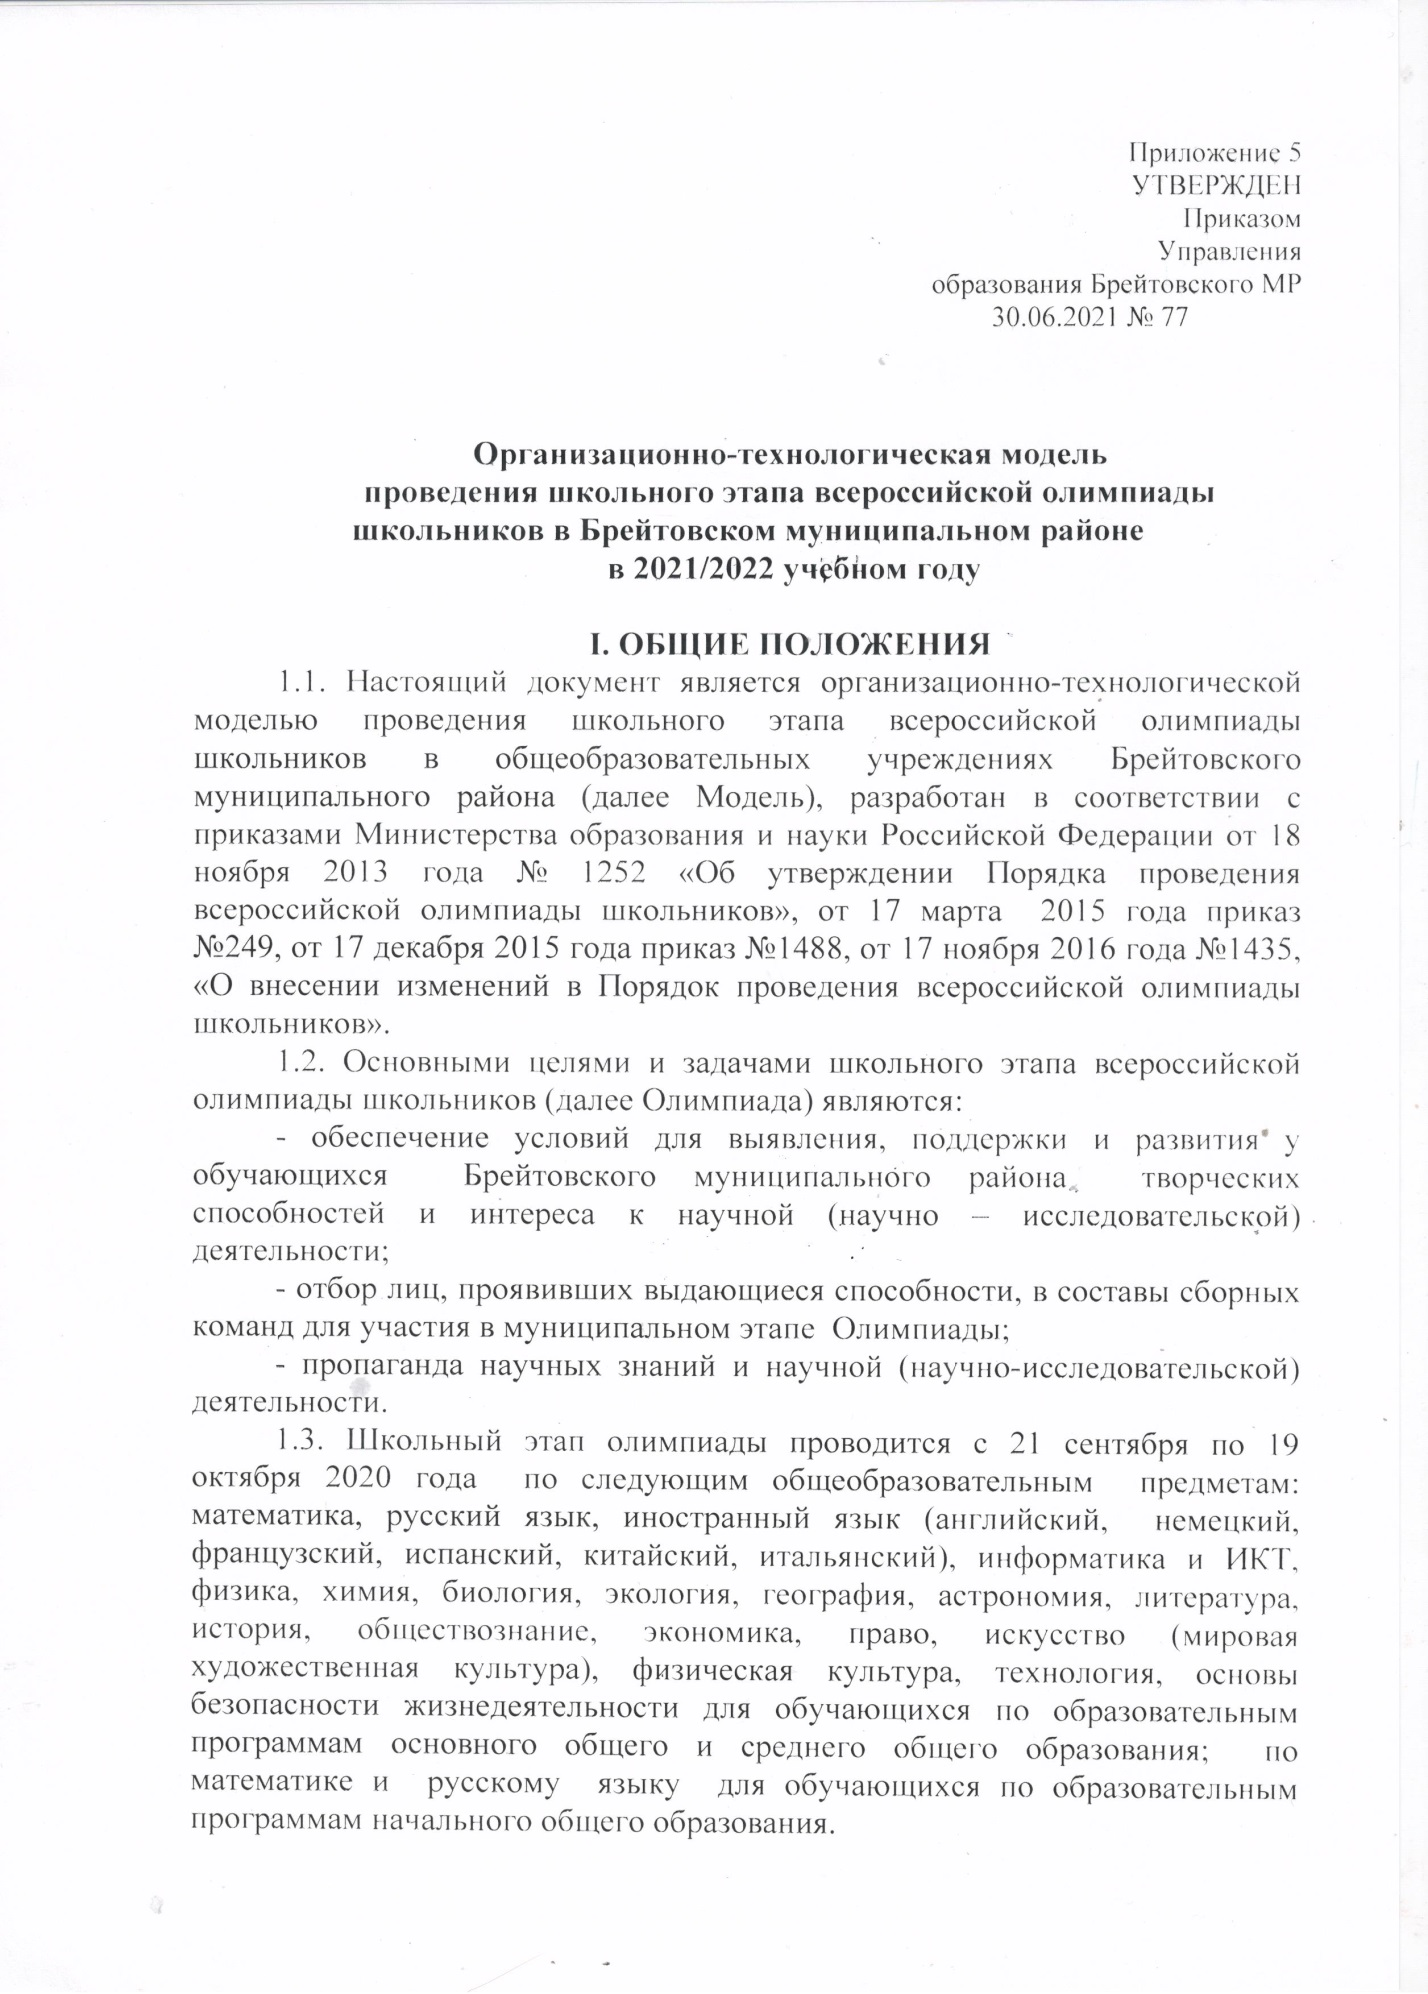 Приложение 5
УТВЕРЖДЕН
Приказом
Управления
образования Брейтовского МР
30.06.2021 № 77
Организационно-технологическая модель
проведения школьного этапа всероссийской олимпиады
школьников в Брейтовском муниципальном районе
в 2021/2022 учебном году
I. ОБЩИЕ ПОЛОЖЕНИЯ
1.1. Настоящий документ является организационно-технологической
моделью проведения школьного этапа всероссийской олимпиады
школьников в общеобразовательных учреждениях Брейтовского
муниципального района (далее Модель), разработан в соответствии с
приказами Министерства образования и науки Российской Федерации от 18
ноября 2013 года № 1252 «Об утверждении Порядка проведения
всероссийской олимпиады школьников», от 17 марта 2015 года приказ
№249, от 17 декабря 2015 года приказ №1488, от 17 ноября 2016 года №1435,
«О внесении изменений в Порядок проведения всероссийской олимпиады
школьников».
1.2. Основными целями и задачами школьного этапа всероссийской
олимпиады школьников (далее Олимпиада) являются:
- обеспечение условий для выявления, поддержки и развития у
обучающихся Брейтовского муниципального района творческих
способностей и интереса к научной (научно – исследовательской)
деятельности;
- отбор лиц, проявивших выдающиеся способности, в составы сборных
команд для участия в муниципальном этапе Олимпиады;
- пропаганда научных знаний и научной (научно-исследовательской)
деятельности.
1.3. Школьный этап олимпиады проводится с 21 сентября по 19
октября 2020 года по следующим общеобразовательным предметам:
математика, русский язык, иностранный язык (английский, немецкий,
французский, испанский, китайский, итальянский), информатика и ИКТ,
физика, химия, биология, экология, география, астрономия, литература,
история, обществознание, экономика, право, искусство (мировая
художественная культура), физическая культура, технология, основы
безопасности жизнедеятельности для обучающихся по образовательным
программам основного общего и среднего общего образования; по
математике и русскому языку для обучающихся по образовательным
программам начального общего образования.